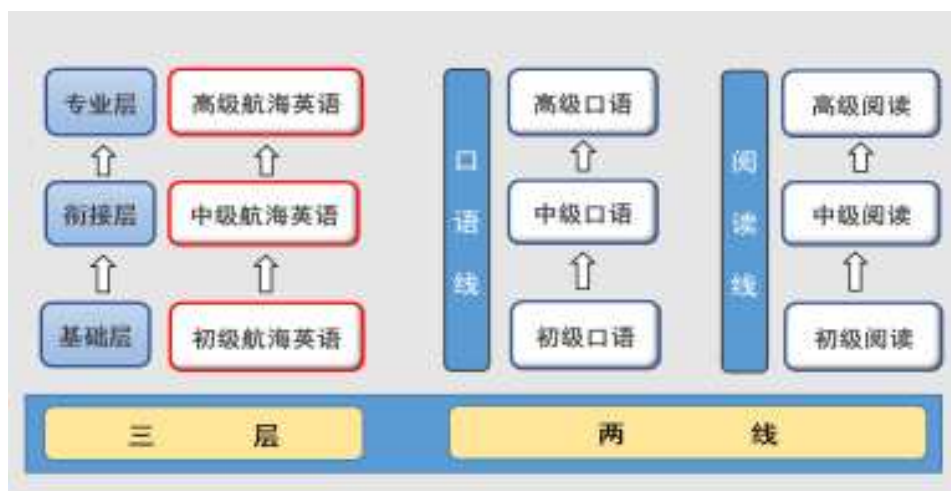 专业层 高级航海英语 高级口语 高级阅读
衔接层 中级航海英语 中级口语 中级阅读
基础层 初级航海英语 初级口语 初级阅读
口语线
阅读线
三层 两线